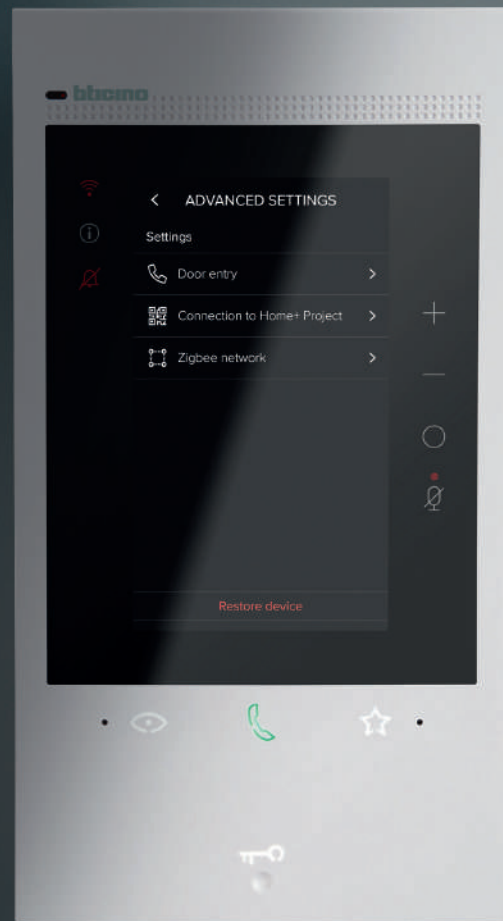 bticino
ADVANCED SETTINGS
Settings
Door entry
Connection to Home+ Project
Zigbee network
Restore device